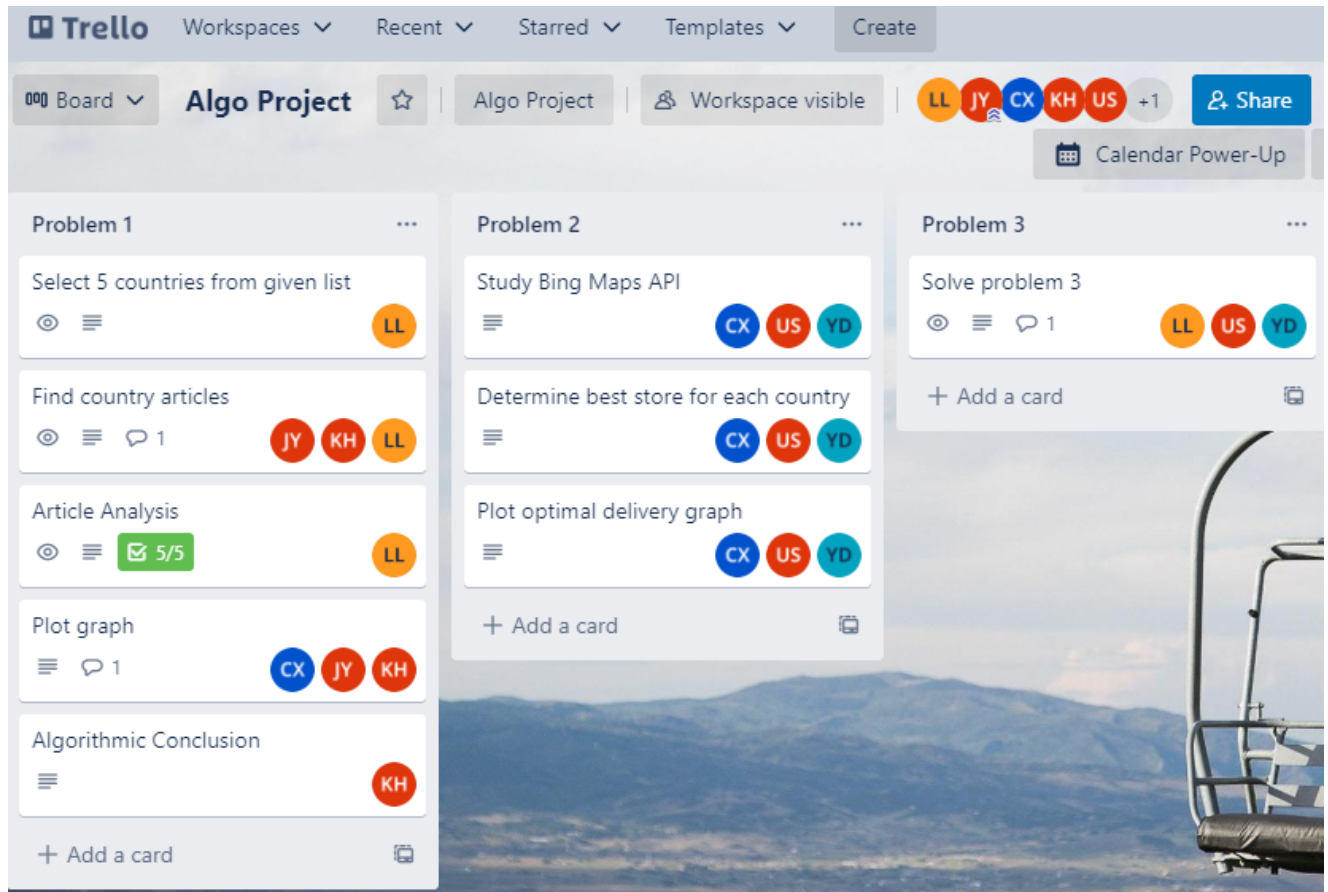 Trello Workspaces Recent Starred Templates Create
Board Algo Project Algo Project Workspace visible LL JY CX KH US +1 Share
Calendar Power-Up
Problem 1
Select 5 countries from given list
LL
Find country articles
1 JY KH LL
Article Analysis
5/5 LL
Plot graph
1 CX JY KH
Algorithmic Conclusion
KH
+ Add a card
Problem 2
Study Bing Maps API
CX US YD
Determine best store for each country
CX US YD
Plot optimal delivery graph
CX US YD
+ Add a card
Problem 3
Solve problem 3
1 LL US YD
+ Add a card